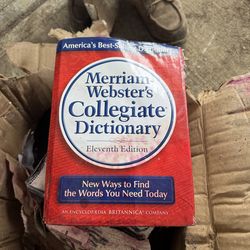 America's Best-Selling Dictionary
Merriam-
Webster's
Collegiate®
Dictionary
Eleventh Edition
New Ways to Find
the Words You Need Today
AN ENCYCLOPÆDIA BRITANNICA® COMPANY